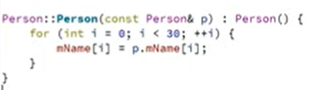 Person::Person(const Person& p) : Person() {
for (int i = 0; i < 30; ++i) {
mName[i] = p.mName[i];
}
}